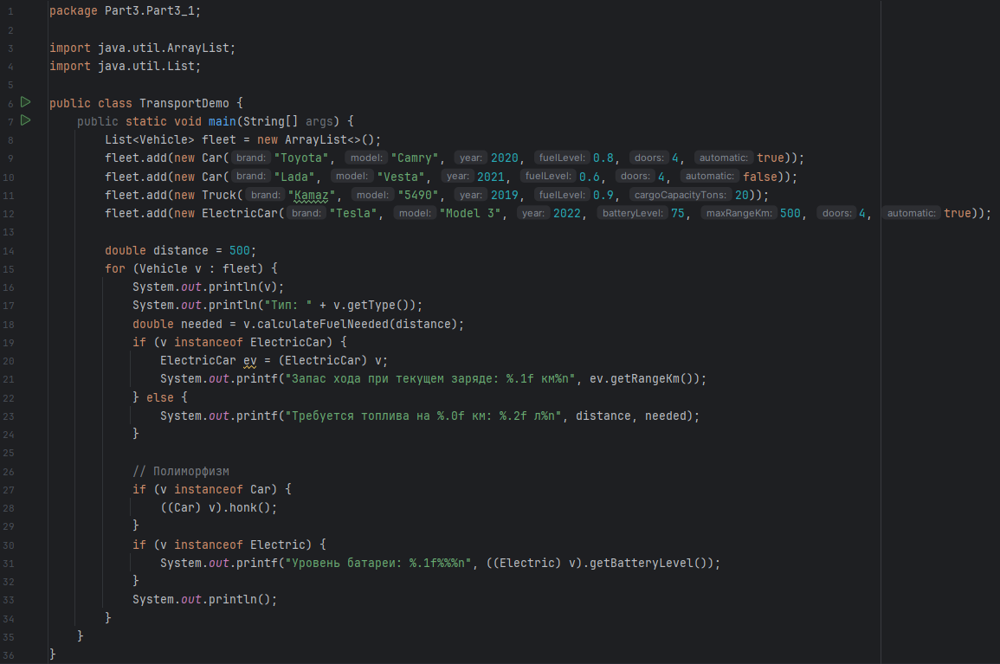 1 package Part3.Part3_1;
2
3 import java.util.ArrayList;
4 import java.util.List;
5
6 public class TransportDemo {
7     public static void main(String[] args) {
8         List<Vehicle> fleet = new ArrayList<>();
9         fleet.add(new Car( brand: "Toyota", model: "Camry", year: 2020, fuelLevel: 0.8, doors: 4, automatic: true));
10         fleet.add(new Car( brand: "Lada", model: "Vesta", year: 2021, fuelLevel: 0.6, doors: 4, automatic: false));
11         fleet.add(new Truck( brand: "Kamaz", model: "5490", year: 2019, fuelLevel: 0.9, cargoCapacityTons: 20));
12         fleet.add(new ElectricCar( brand: "Tesla", model: "Model 3", year: 2022, batteryLevel: 75, maxRangeKm: 500, doors: 4, automatic: true));
13
14         double distance = 500;
15         for (Vehicle v : fleet) {
16             System.out.println(v);
17             System.out.println("Тип: " + v.getType());
18             double needed = v.calculateFuelNeeded(distance);
19             if (v instanceof ElectricCar) {
20                 ElectricCar ev = (ElectricCar) v;
21                 System.out.printf("Запас хода при текущем заряде: %.1f км%n", ev.getRangeKm());
22             } else {
23                 System.out.printf("Требуется топлива на %.0f км: %.2f л%n", distance, needed);
24             }
25
26             // Полиморфизм
27             if (v instanceof Car) {
28                 ((Car) v).honk();
29             }
30             if (v instanceof Electric) {
31                 System.out.printf("Уровень батареи: %.1f%%%n", ((Electric) v).getBatteryLevel());
32             }
33             System.out.println();
34         }
35     }
36 }